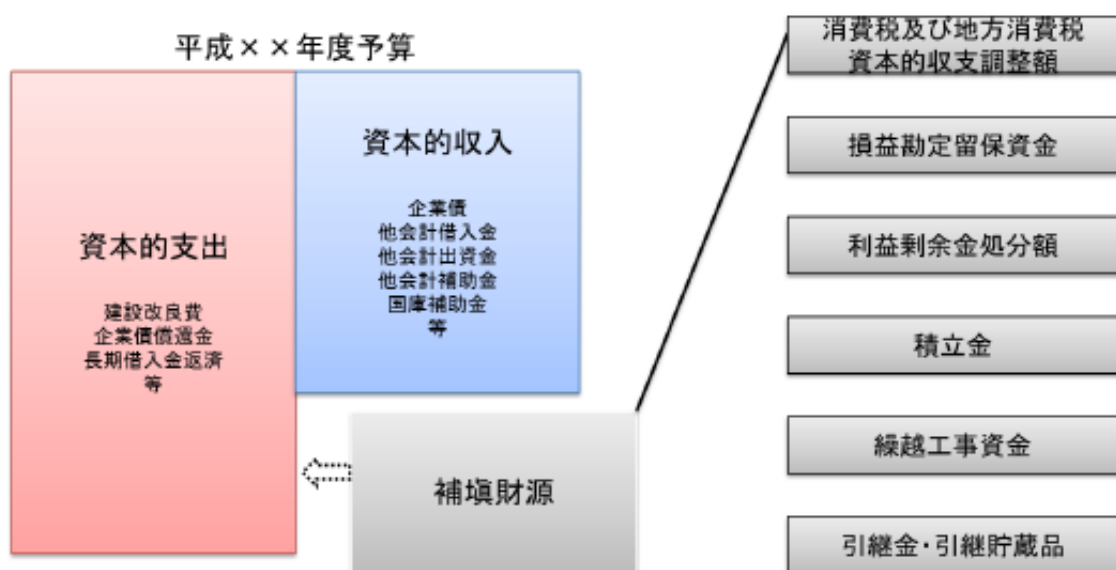 平成××年度予算
資本的支出
建設改良費
企業債償還金
長期借入金返済
等
資本的収入
企業債
他会計借入金
他会計出資金
他会計補助金
国庫補助金
等
補塡財源
消費税及び地方消費税
資本的収支調整額
損益勘定留保資金
利益剰余金処分額
積立金
繰越工事資金
引継金・引継貯蔵品